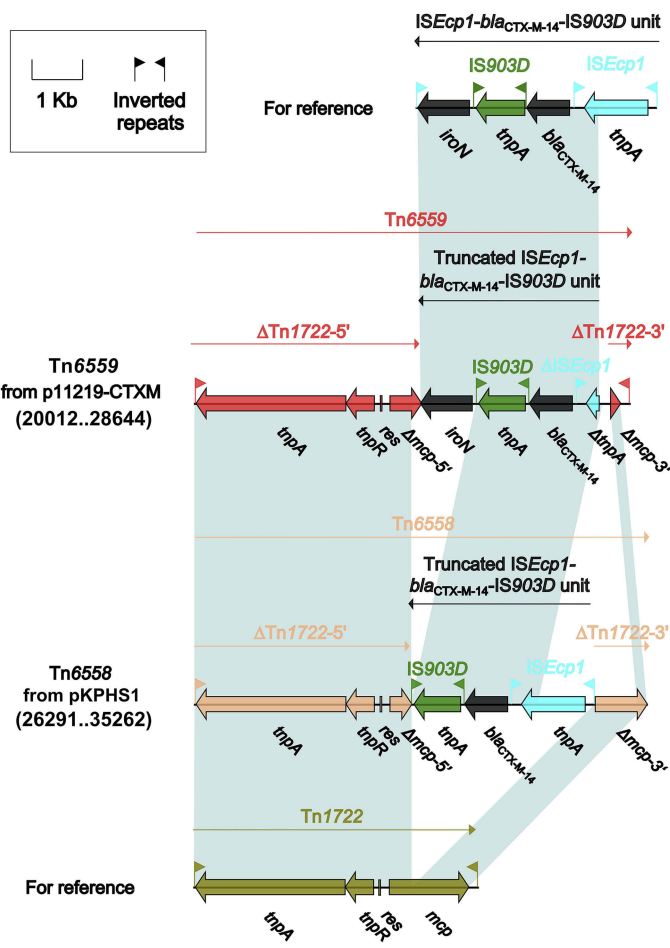 ISEcp1-blaCTX-M-14-IS903D unit
IS903D ISEcp1
1 Kb Inverted
repeats
For reference
iroN tnpA blaCTX-M-14 tnpA
Tn6559
Truncated ISEcp1-
blaCTX-M-14-IS903D unit
ΔTn1722-5' ΔTn1722-3'
Tn6559
from p11219-CTXM
(20012..28644)
IS903D ΔISEcp1
tnpA tnpR res Δmcp-5' iroN tnpA blaCTX-M-14 ΔtnpA Δmcp-3'
Tn6558
Truncated ISEcp1-
blaCTX-M-14-IS903D unit
ΔTn1722-5' ΔTn1722-3'
Tn6558
from pKPHS1
(26291..35262)
IS903D ISEcp1
tnpA tnpR res Δmcp-5' tnpA blaCTX-M-14 tnpA Δmcp-3'
Tn1722
For reference
tnpA tnpR res mcp